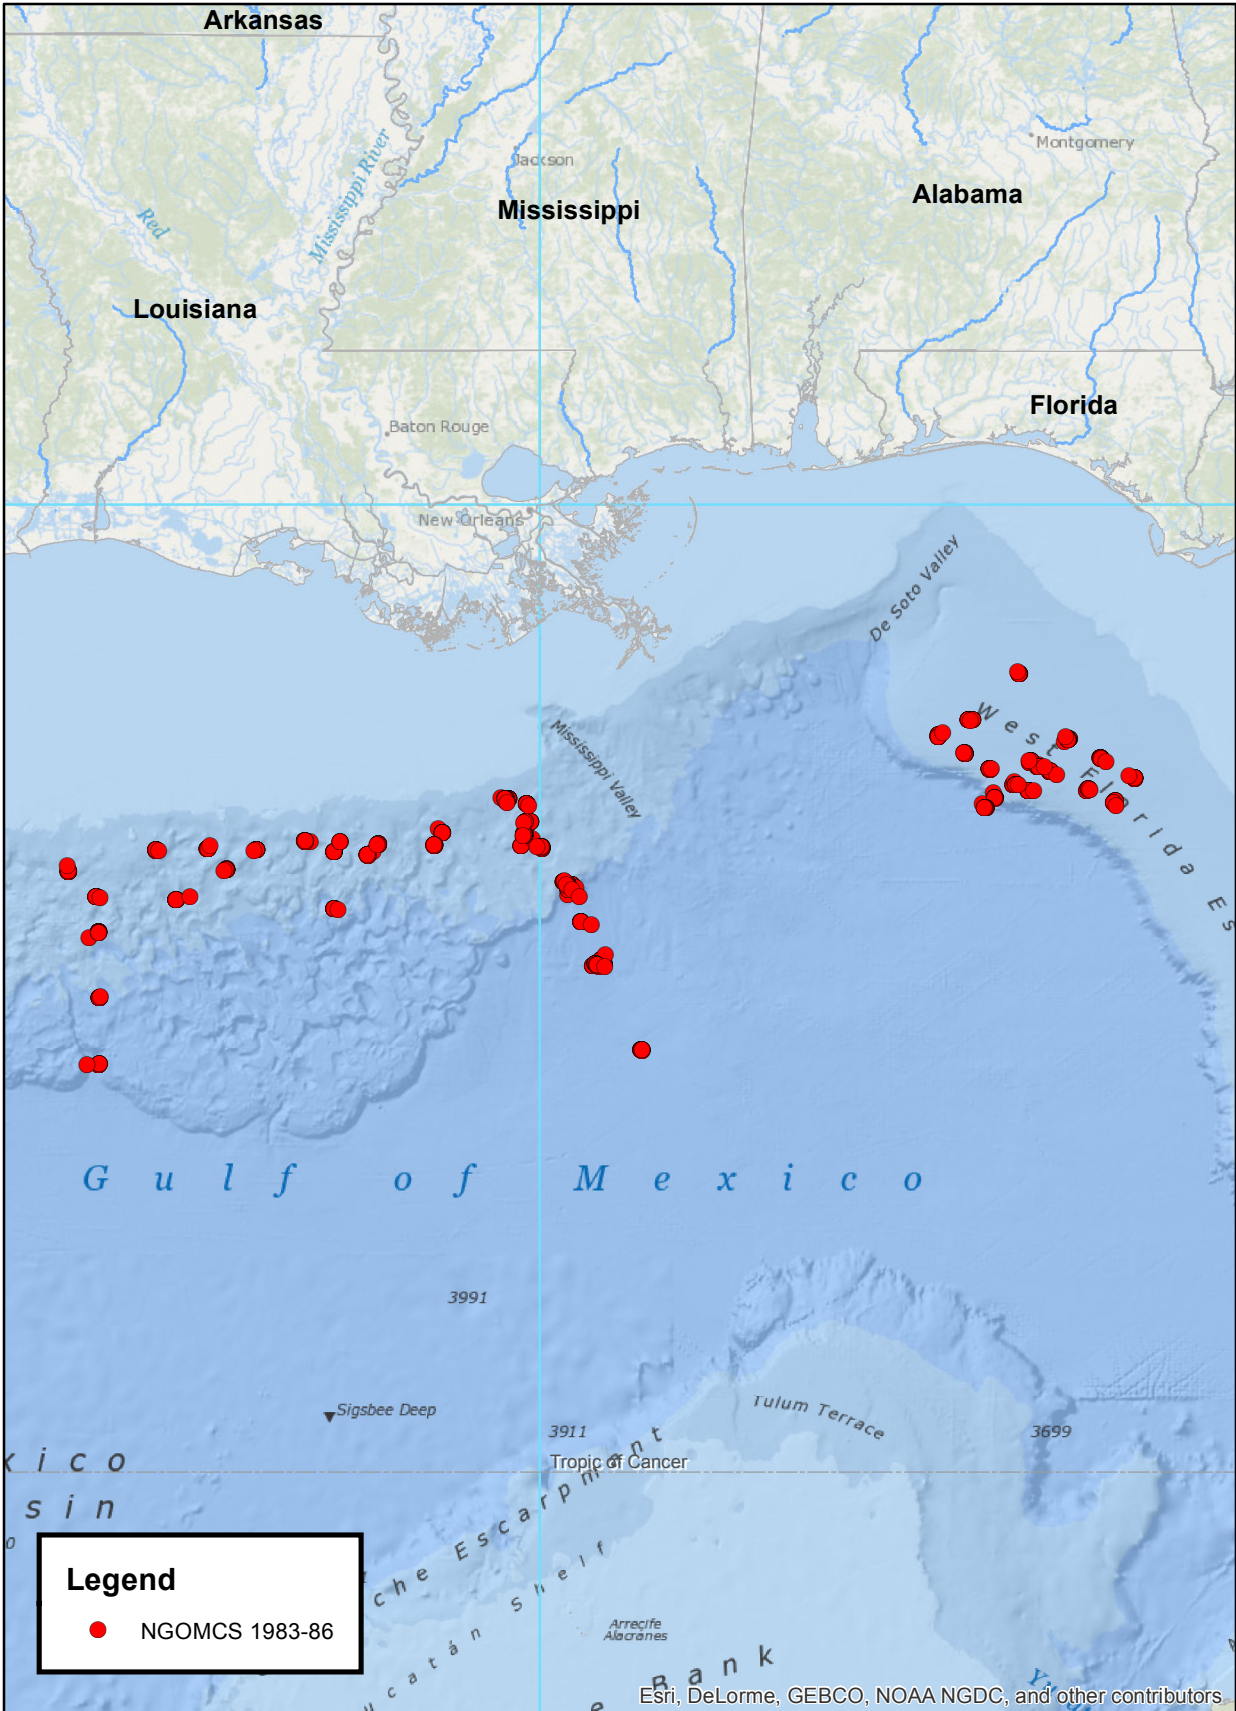 Arkansas
Montgomery
Jackson
Mississippi River
Alabama
Mississippi
Red
Louisiana
Florida
Baton Rouge
New Orleans
De Soto Valley
West Florida Es
Mississippi Valley
Gulf of Mexico
3991
Sigsbee Deep
Tulum Terrace
3911
3699
xico
Tropic of Cancer
sin
che Escarpment
0
Legend
NGOMCS 1983-86
ucatán Shelf
Arrecife
Alacranes
e Bank
Esri, DeLorme, GEBCO, NOAA NGDC, and other contributors